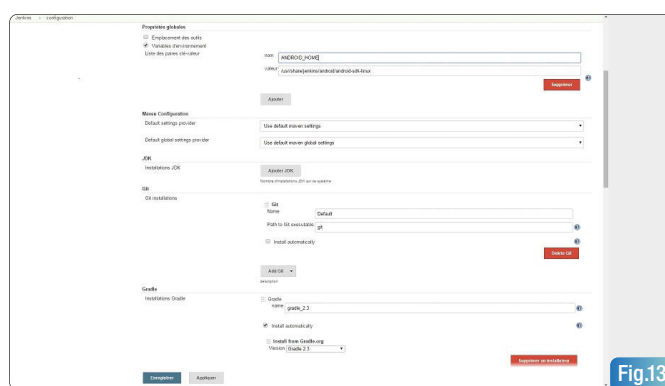 Jenkins › configuration
Propriétés globales
Emplacement des outils
Variables d'environnement
Liste des paires clé-valeur
nom ANDROID_HOME
valeur /usr/share/jenkins/android/android-sdk-linux
Supprimer
Ajouter
Maven Configuration
Default settings provider Use default maven settings
Default global settings provider Use default maven global settings
JDK
Installations JDK Ajouter JDK
Git
Git installations
Git
Name Default
Path to Git executable git
Install automatically
Delete Git
Add Git
description
Gradle
Installations Gradle Gradle
name gradle_2.3
Install automatically
Install from Gradle.org
Version Gradle 2.3
Supprimer un installateur
Enregistrer Appliquer
Fig.13